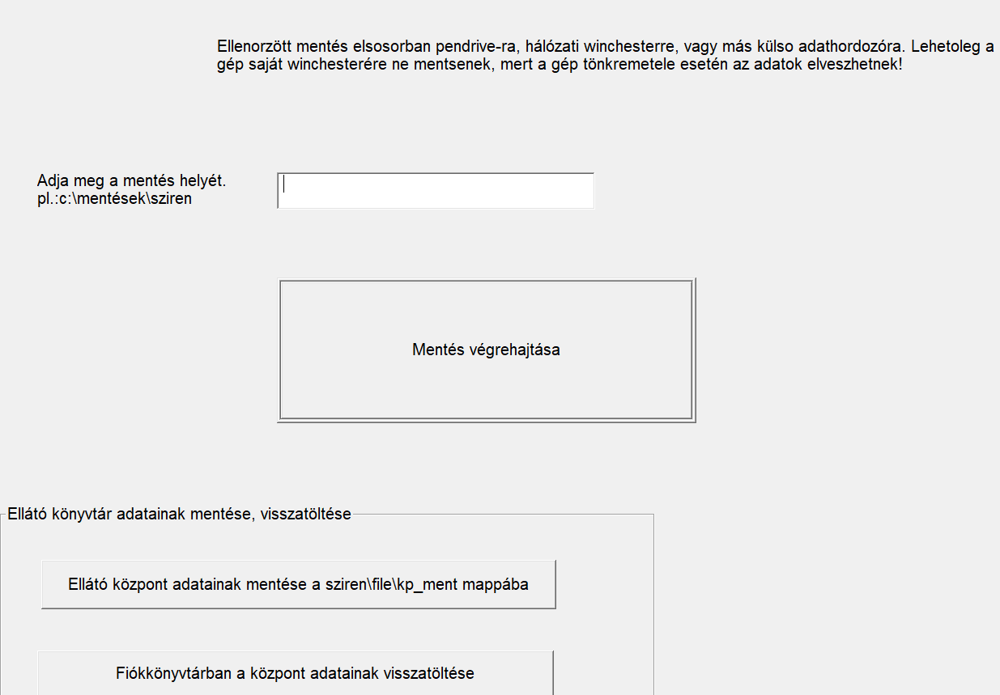 Ellenorzött mentés elsosorban pendrive-ra, hálózati winchesterre, vagy más külso adathordozóra. Lehetoleg a
gép saját winchesterére ne mentsenek, mert a gép tönkremetele esetén az adatok elveszhetnek!
Adja meg a mentés helyét.
pl.:c:\mentések\sziren
Mentés végrehajtása
Ellátó könyvtár adatainak mentése, visszatöltése
Ellátó központ adatainak mentése a sziren\file\kp_ment mappába
Fiókkönyvtárban a központ adatainak visszatöltése